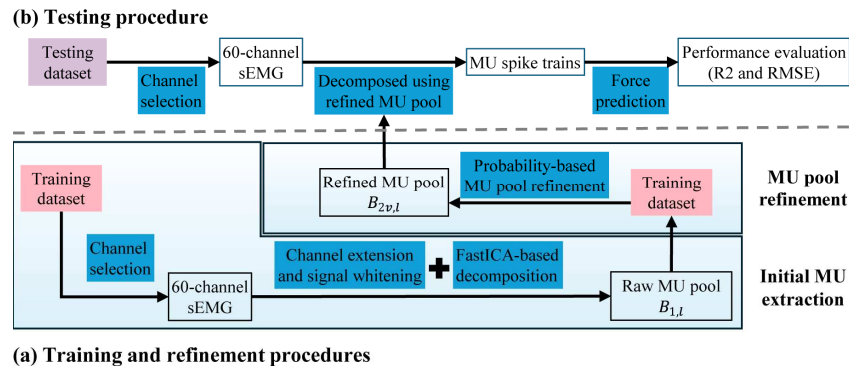 (b) Testing procedure
Testing
dataset
Channel
selection
60-channel
sEMG
Decomposed using
refined MU pool
MU spike trains
Force
prediction
Performance evaluation
(R2 and RMSE)
Training
dataset
Channel
selection
60-channel
sEMG
Channel extension
and signal whitening
+
FastICA-based
decomposition
Raw MU pool
B₁,l
Initial MU
extraction
Training
dataset
Probability-based
MU pool refinement
Refined MU pool
B₂v,l
MU pool
refinement
(a) Training and refinement procedures